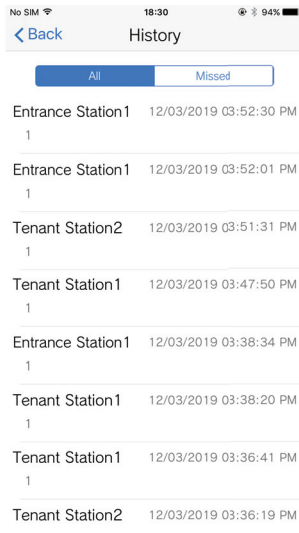 No SIM 18:30 94%
Back History
All Missed
Entrance Station1 12/03/2019 03:52:30 PM
1
Entrance Station1 12/03/2019 03:52:01 PM
1
Tenant Station2 12/03/2019 03:51:31 PM
1
Tenant Station1 12/03/2019 03:47:50 PM
1
Entrance Station1 12/03/2019 03:38:34 PM
1
Tenant Station1 12/03/2019 03:38:20 PM
1
Tenant Station1 12/03/2019 03:36:41 PM
1
Tenant Station2 12/03/2019 03:36:19 PM